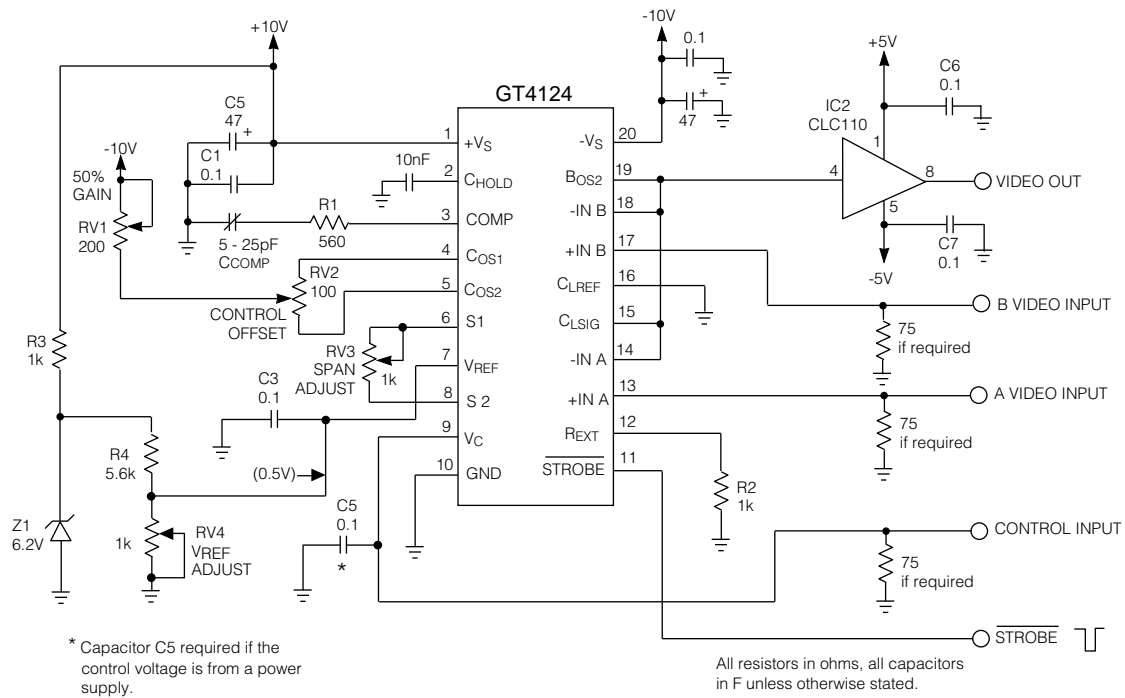 +10V
-10V
0.1
+5V
C6
0.1
GT4124
C5
47
+
47
+
IC2
CLC110
C1
0.1
-10V
50%
GAIN
RV1
200
10nF
R1
560
5 - 25pF
CCOMP
1
+VS
2
CHOLD
3
COMP
4
COS1
5
COS2
6
S1
7
VREF
8
S 2
9
VC
10
GND
20
-VS
19
BOS2
18
-IN B
17
+IN B
16
CLREF
15
CLSIG
14
-IN A
13
+IN A
12
REXT
11
STROBE
1
4
8
5
VIDEO OUT
C7
0.1
-5V
RV2
100
CONTROL
OFFSET
RV3
SPAN
ADJUST
1k
B VIDEO INPUT
75
if required
R3
1k
C3
0.1
A VIDEO INPUT
75
if required
R4
5.6k
(0.5V)
R2
1k
Z1
6.2V
1k
RV4
VREF
ADJUST
C5
0.1
*
CONTROL INPUT
75
if required
STROBE
* Capacitor C5 required if the
control voltage is from a power
supply.
All resistors in ohms, all capacitors
in F unless otherwise stated.